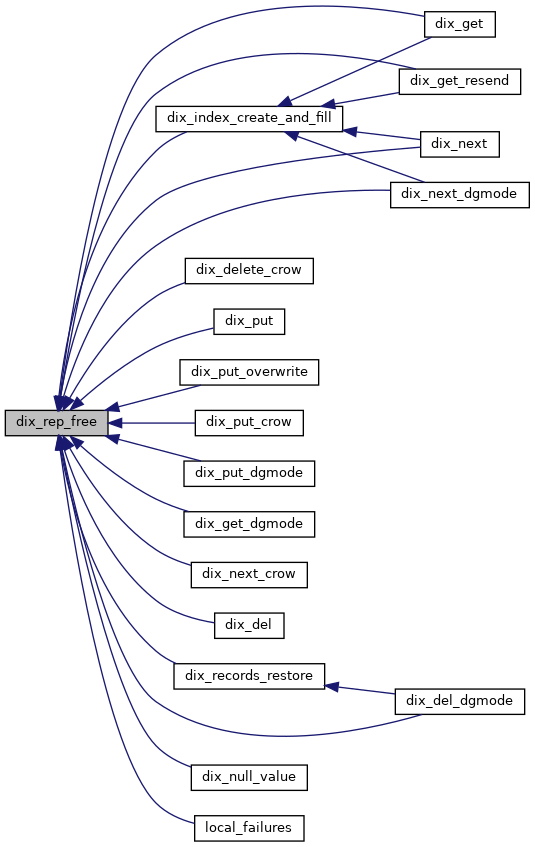 dix_get
dix_get_resend
dix_index_create_and_fill
dix_next
dix_next_dgmode
dix_delete_crow
dix_put
dix_put_overwrite
dix_rep_free
dix_put_crow
dix_put_dgmode
dix_get_dgmode
dix_next_crow
dix_del
dix_records_restore
dix_del_dgmode
dix_null_value
local_failures